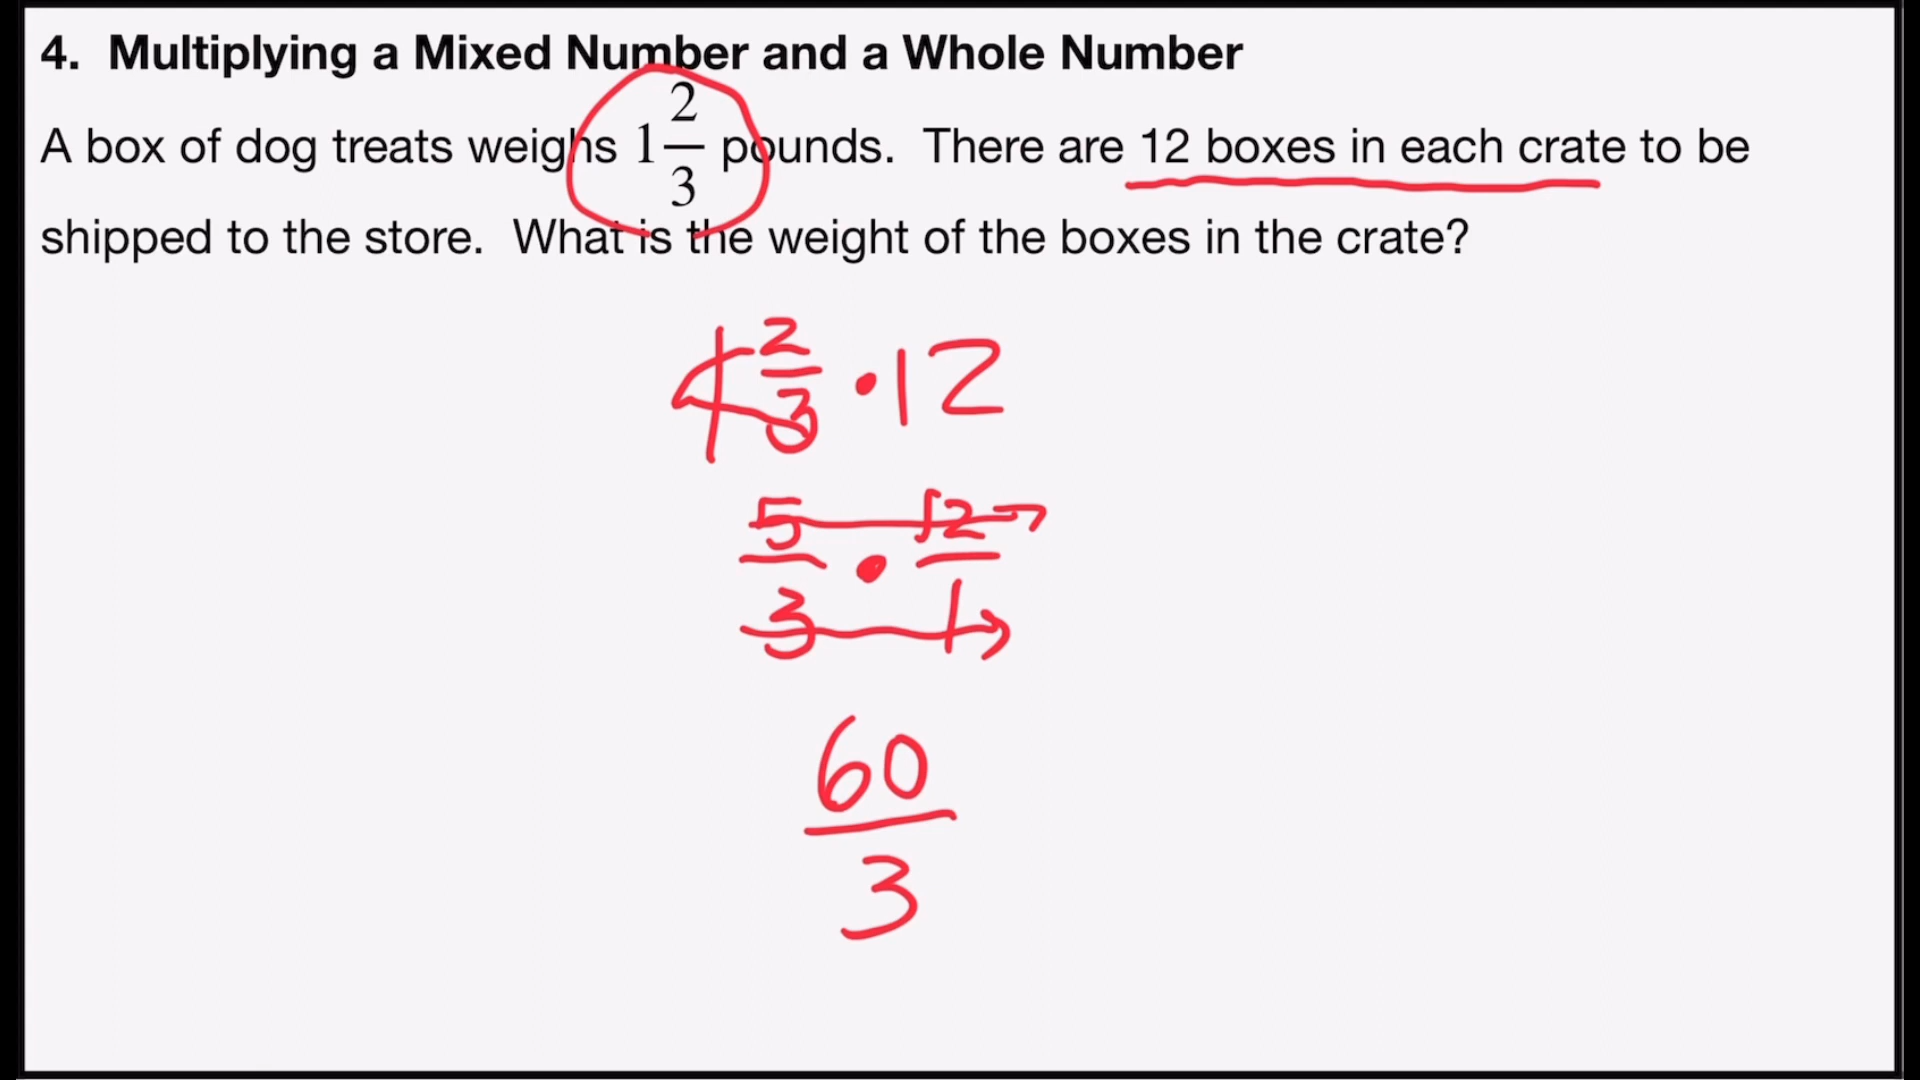 4. Multiplying a Mixed Number and a Whole Number
A box of dog treats weighs 1 2/3 pounds. There are 12 boxes in each crate to be
shipped to the store. What is the weight of the boxes in the crate?
1 2/3 · 12
5/3 · 12/1
60/3